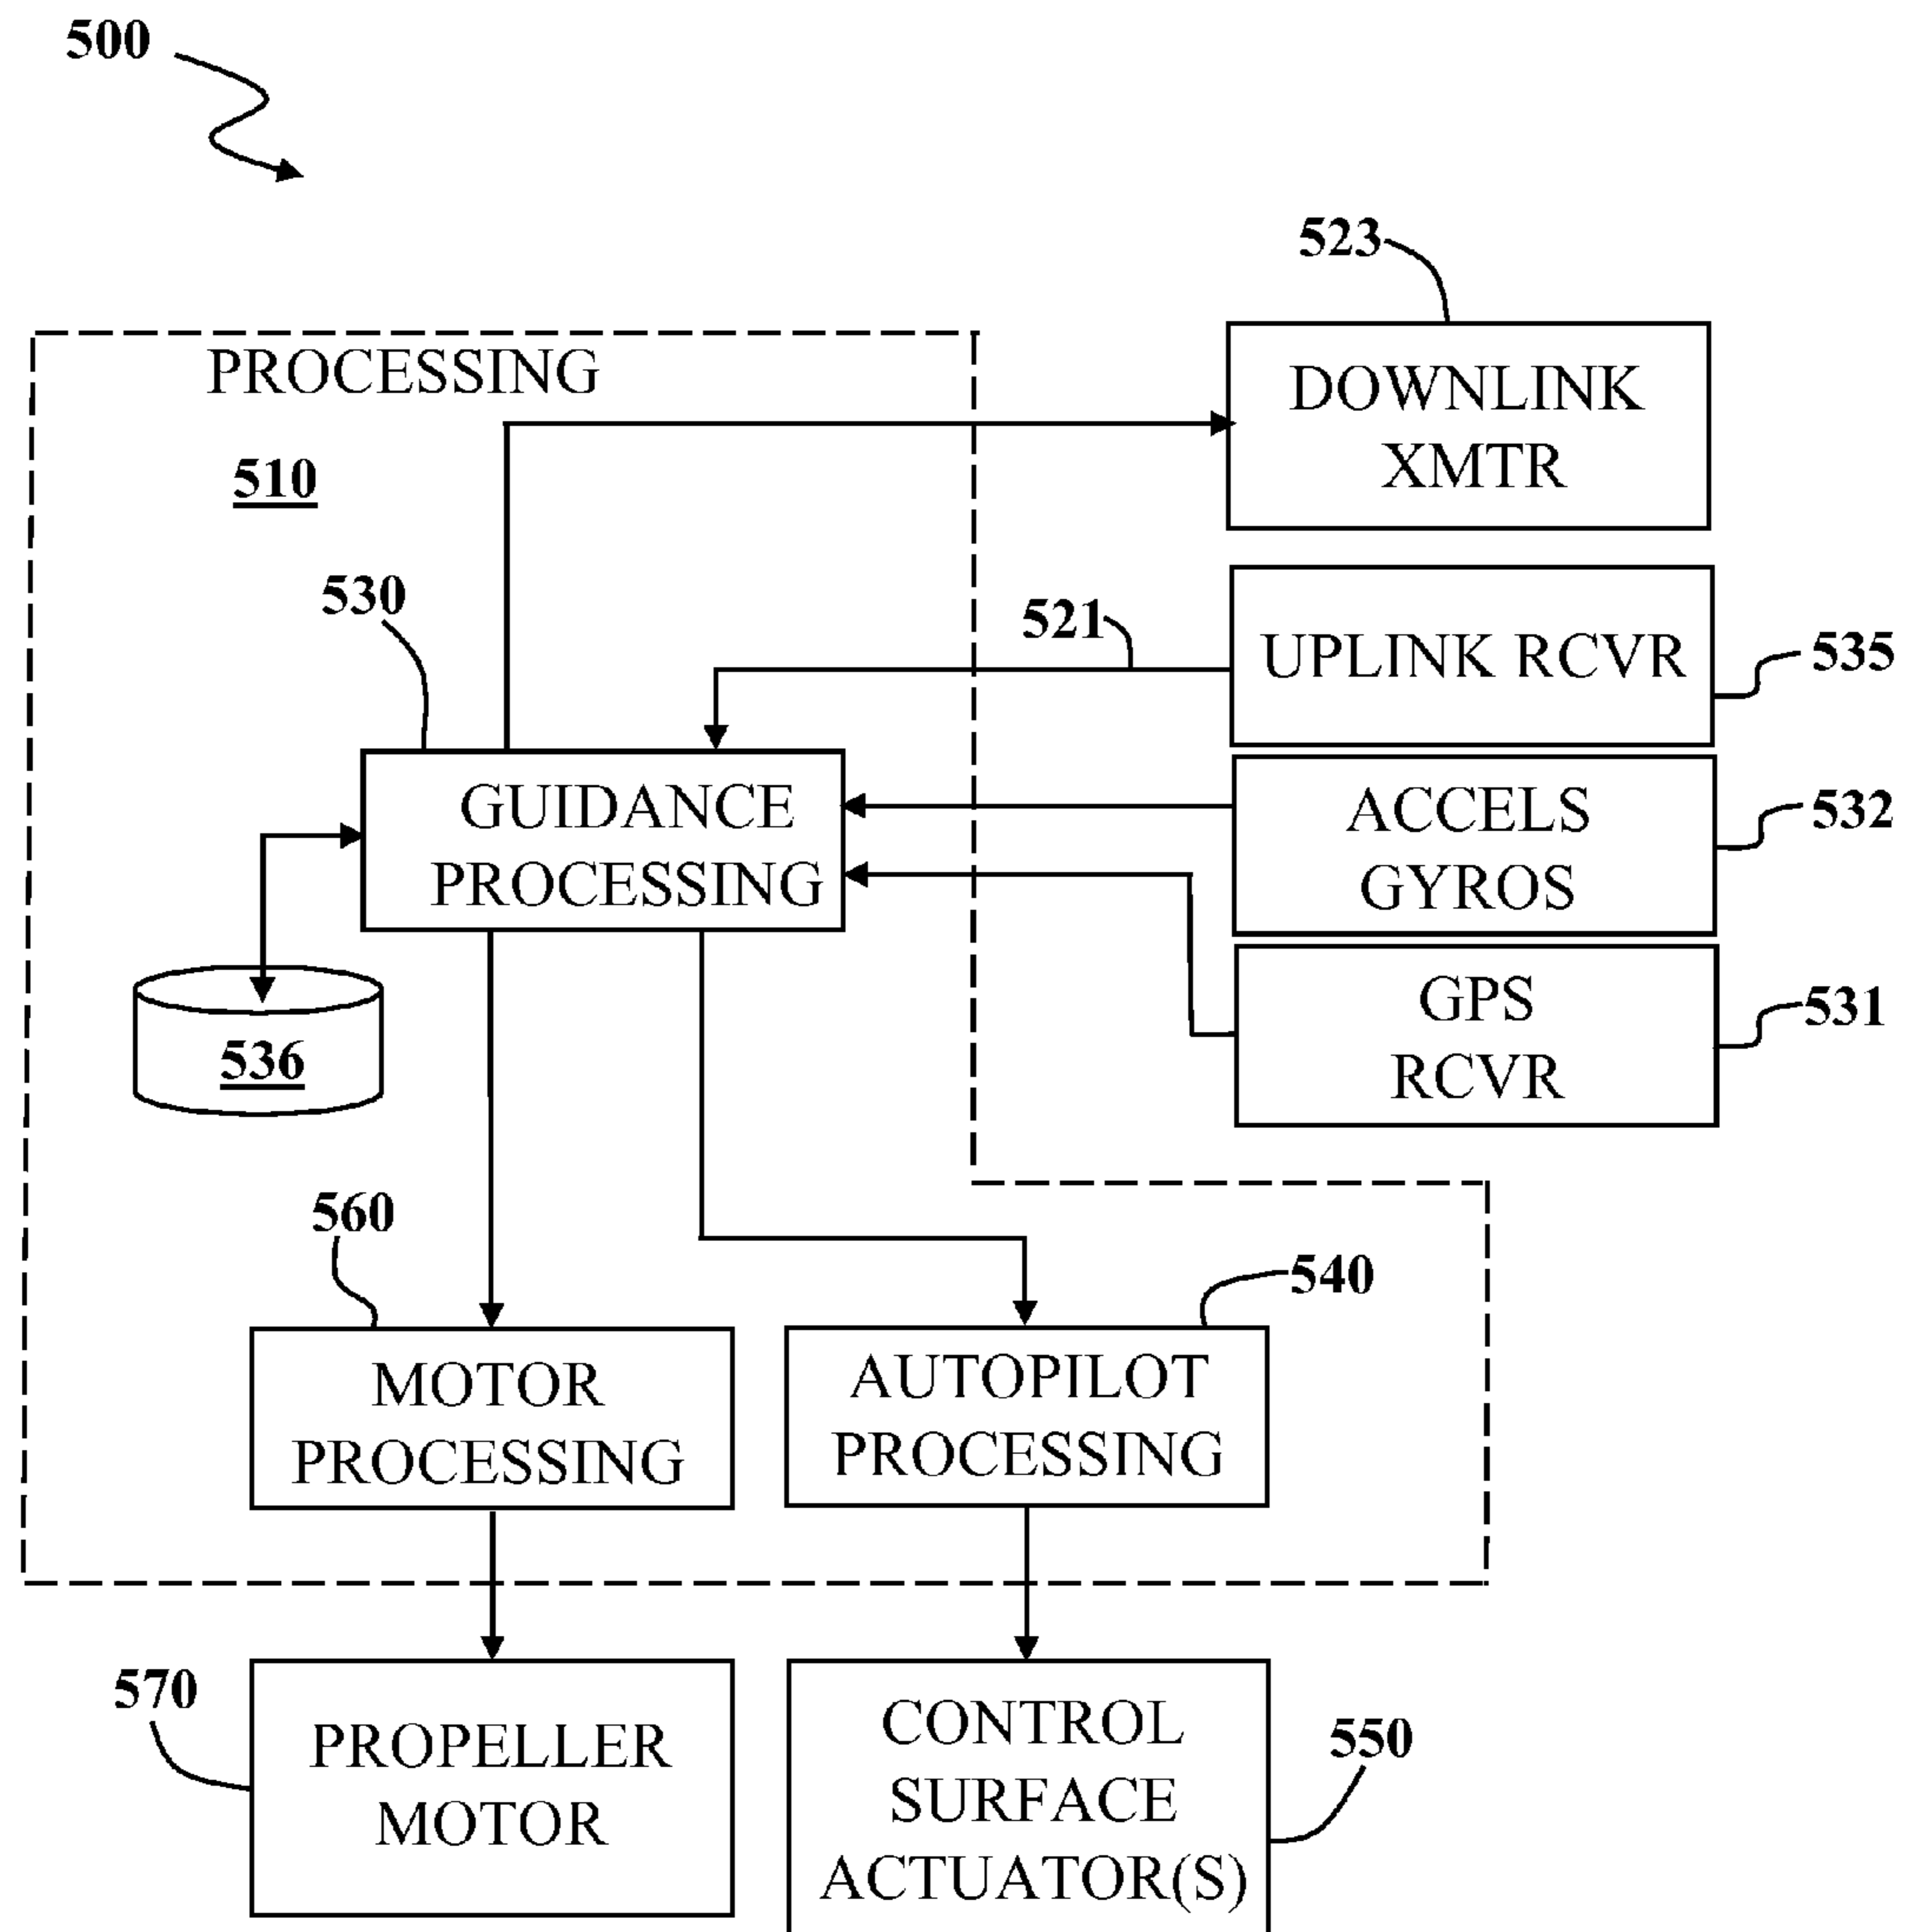 500
523
DOWNLINK
XMTR
PROCESSING
510
530
521
UPLINK RCVR
535
GUIDANCE
PROCESSING
ACCELS
GYROS
532
GPS
RCVR
531
536
560
540
MOTOR
PROCESSING
AUTOPILOT
PROCESSING
570
PROPELLER
MOTOR
CONTROL
SURFACE
ACTUATOR(S)
550